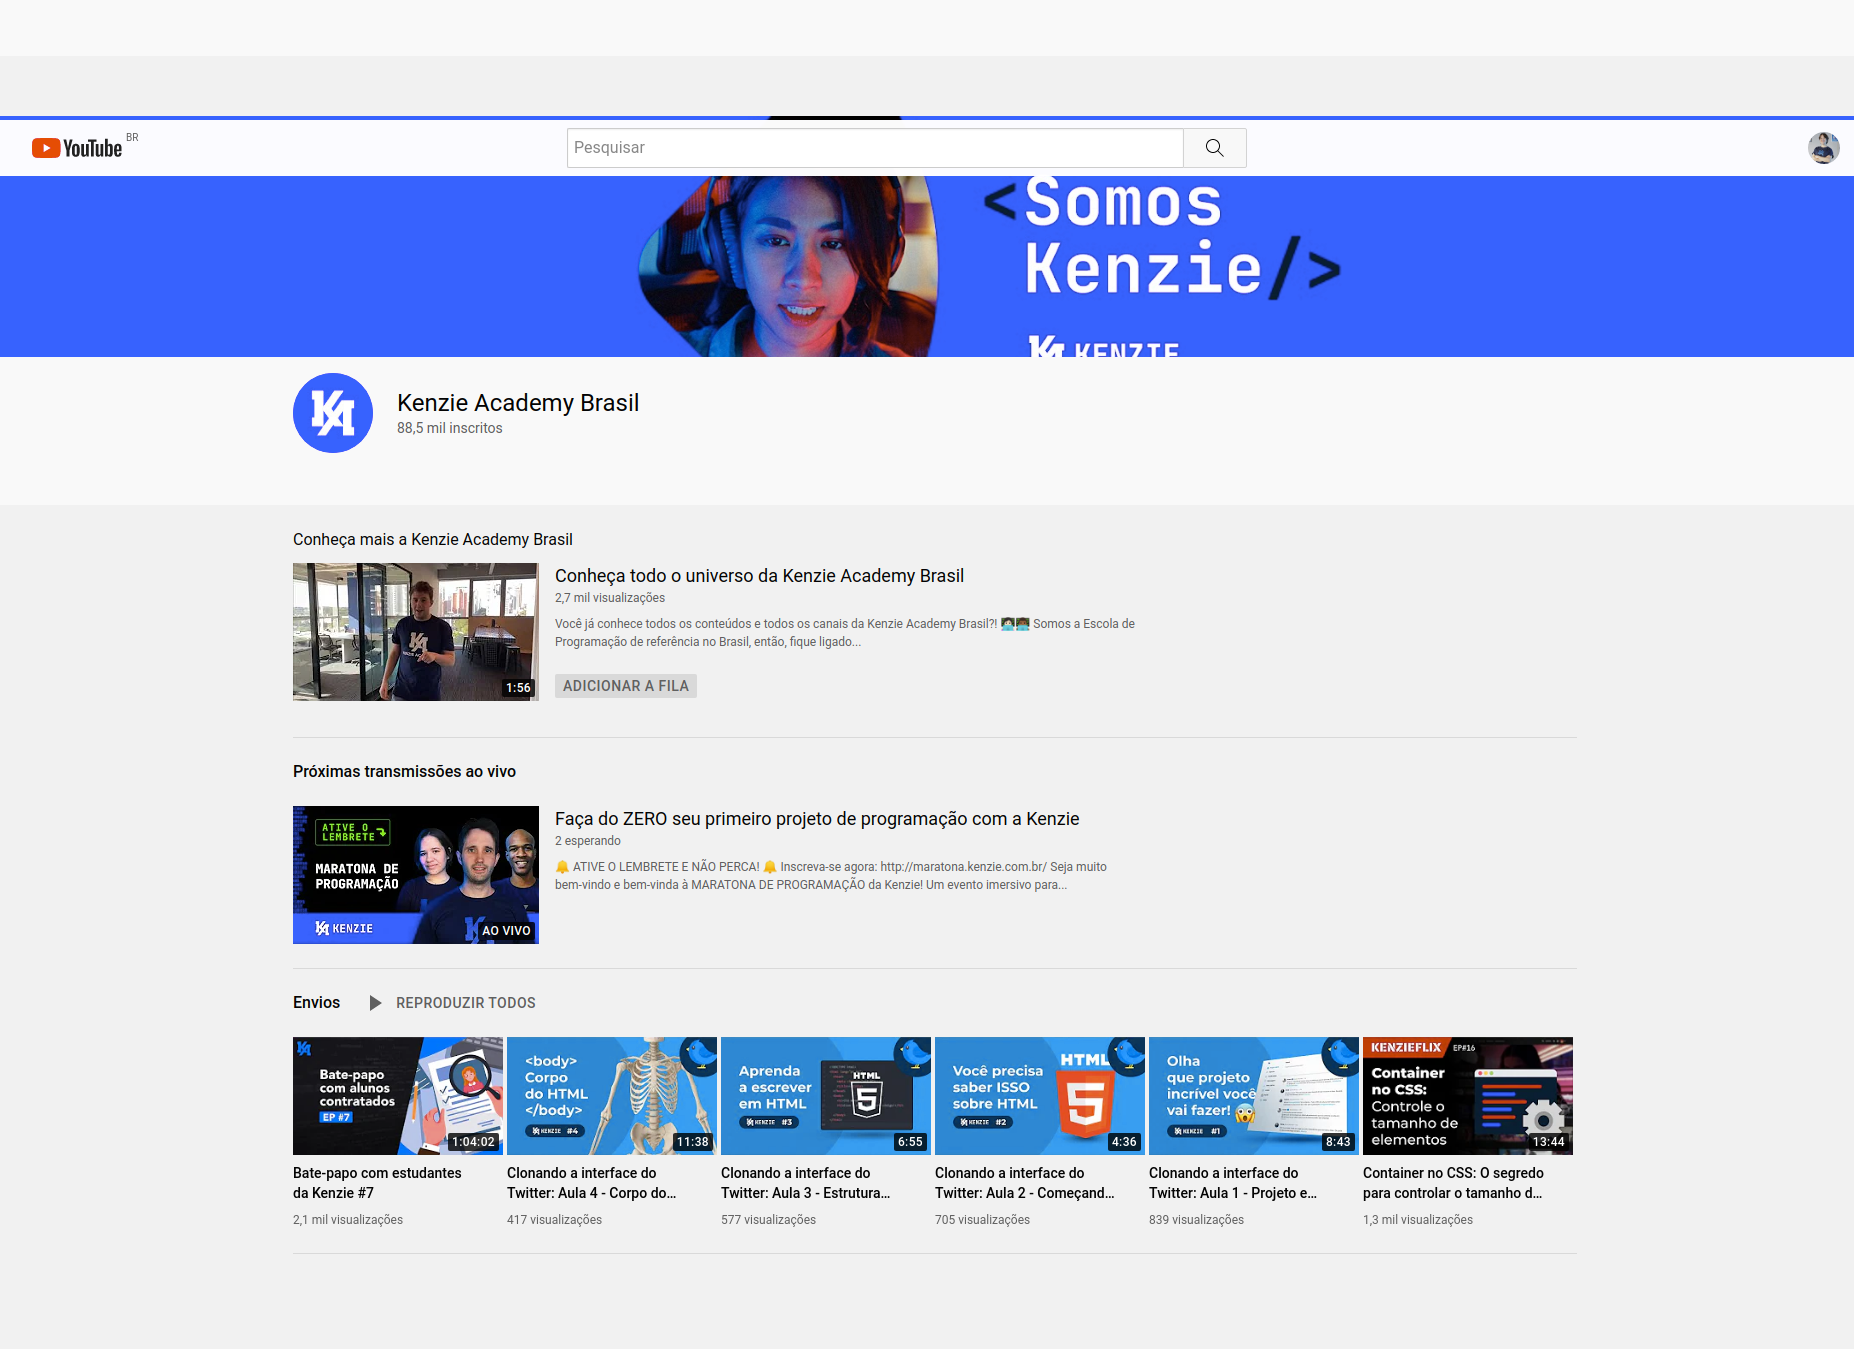 YouTube BR
Pesquisar
<Somos
Kenzie/>
KENZIE
Kenzie Academy Brasil
88,5 mil inscritos
Conheça mais a Kenzie Academy Brasil
1:56
Conheça todo o universo da Kenzie Academy Brasil
2,7 mil visualizações
Você já conhece todos os conteúdos e todos os canais da Kenzie Academy Brasil?! 👩🏻‍💻👨🏾‍💻 Somos a Escola de
Programação de referência no Brasil, então, fique ligado...
ADICIONAR A FILA
Próximas transmissões ao vivo
ATIVE O
LEMBRETE
MARATONA DE
PROGRAMAÇÃO
KENZIE
AO VIVO
Faça do ZERO seu primeiro projeto de programação com a Kenzie
2 esperando
🔔 ATIVE O LEMBRETE E NÃO PERCA! 🔔 Inscreva-se agora: http://maratona.kenzie.com.br/ Seja muito
bem-vindo e bem-vinda à MARATONA DE PROGRAMAÇÃO da Kenzie! Um evento imersivo para...
Envios
REPRODUZIR TODOS
Bate-papo
com alunos
contratados
EP #7
1:04:02
Bate-papo com estudantes
da Kenzie #7
2,1 mil visualizações
<body>
Corpo
do HTML
</body>
KENZIE #4
11:38
Clonando a interface do
Twitter: Aula 4 - Corpo do...
417 visualizações
Aprenda
a escrever
em HTML
KENZIE #3
HTML
5
6:55
Clonando a interface do
Twitter: Aula 3 - Estrutura...
577 visualizações
Você precisa
saber ISSO
sobre HTML
KENZIE #2
HTML
5
4:36
Clonando a interface do
Twitter: Aula 2 - Começand...
705 visualizações
Olha
que projeto
incrível você
vai fazer! 😱
KENZIE #1
8:43
Clonando a interface do
Twitter: Aula 1 - Projeto e...
839 visualizações
KENZIEFLIX EP#16
Container
no CSS:
Controle o
tamanho de
elementos
13:44
Container no CSS: O segredo
para controlar o tamanho d...
1,3 mil visualizações